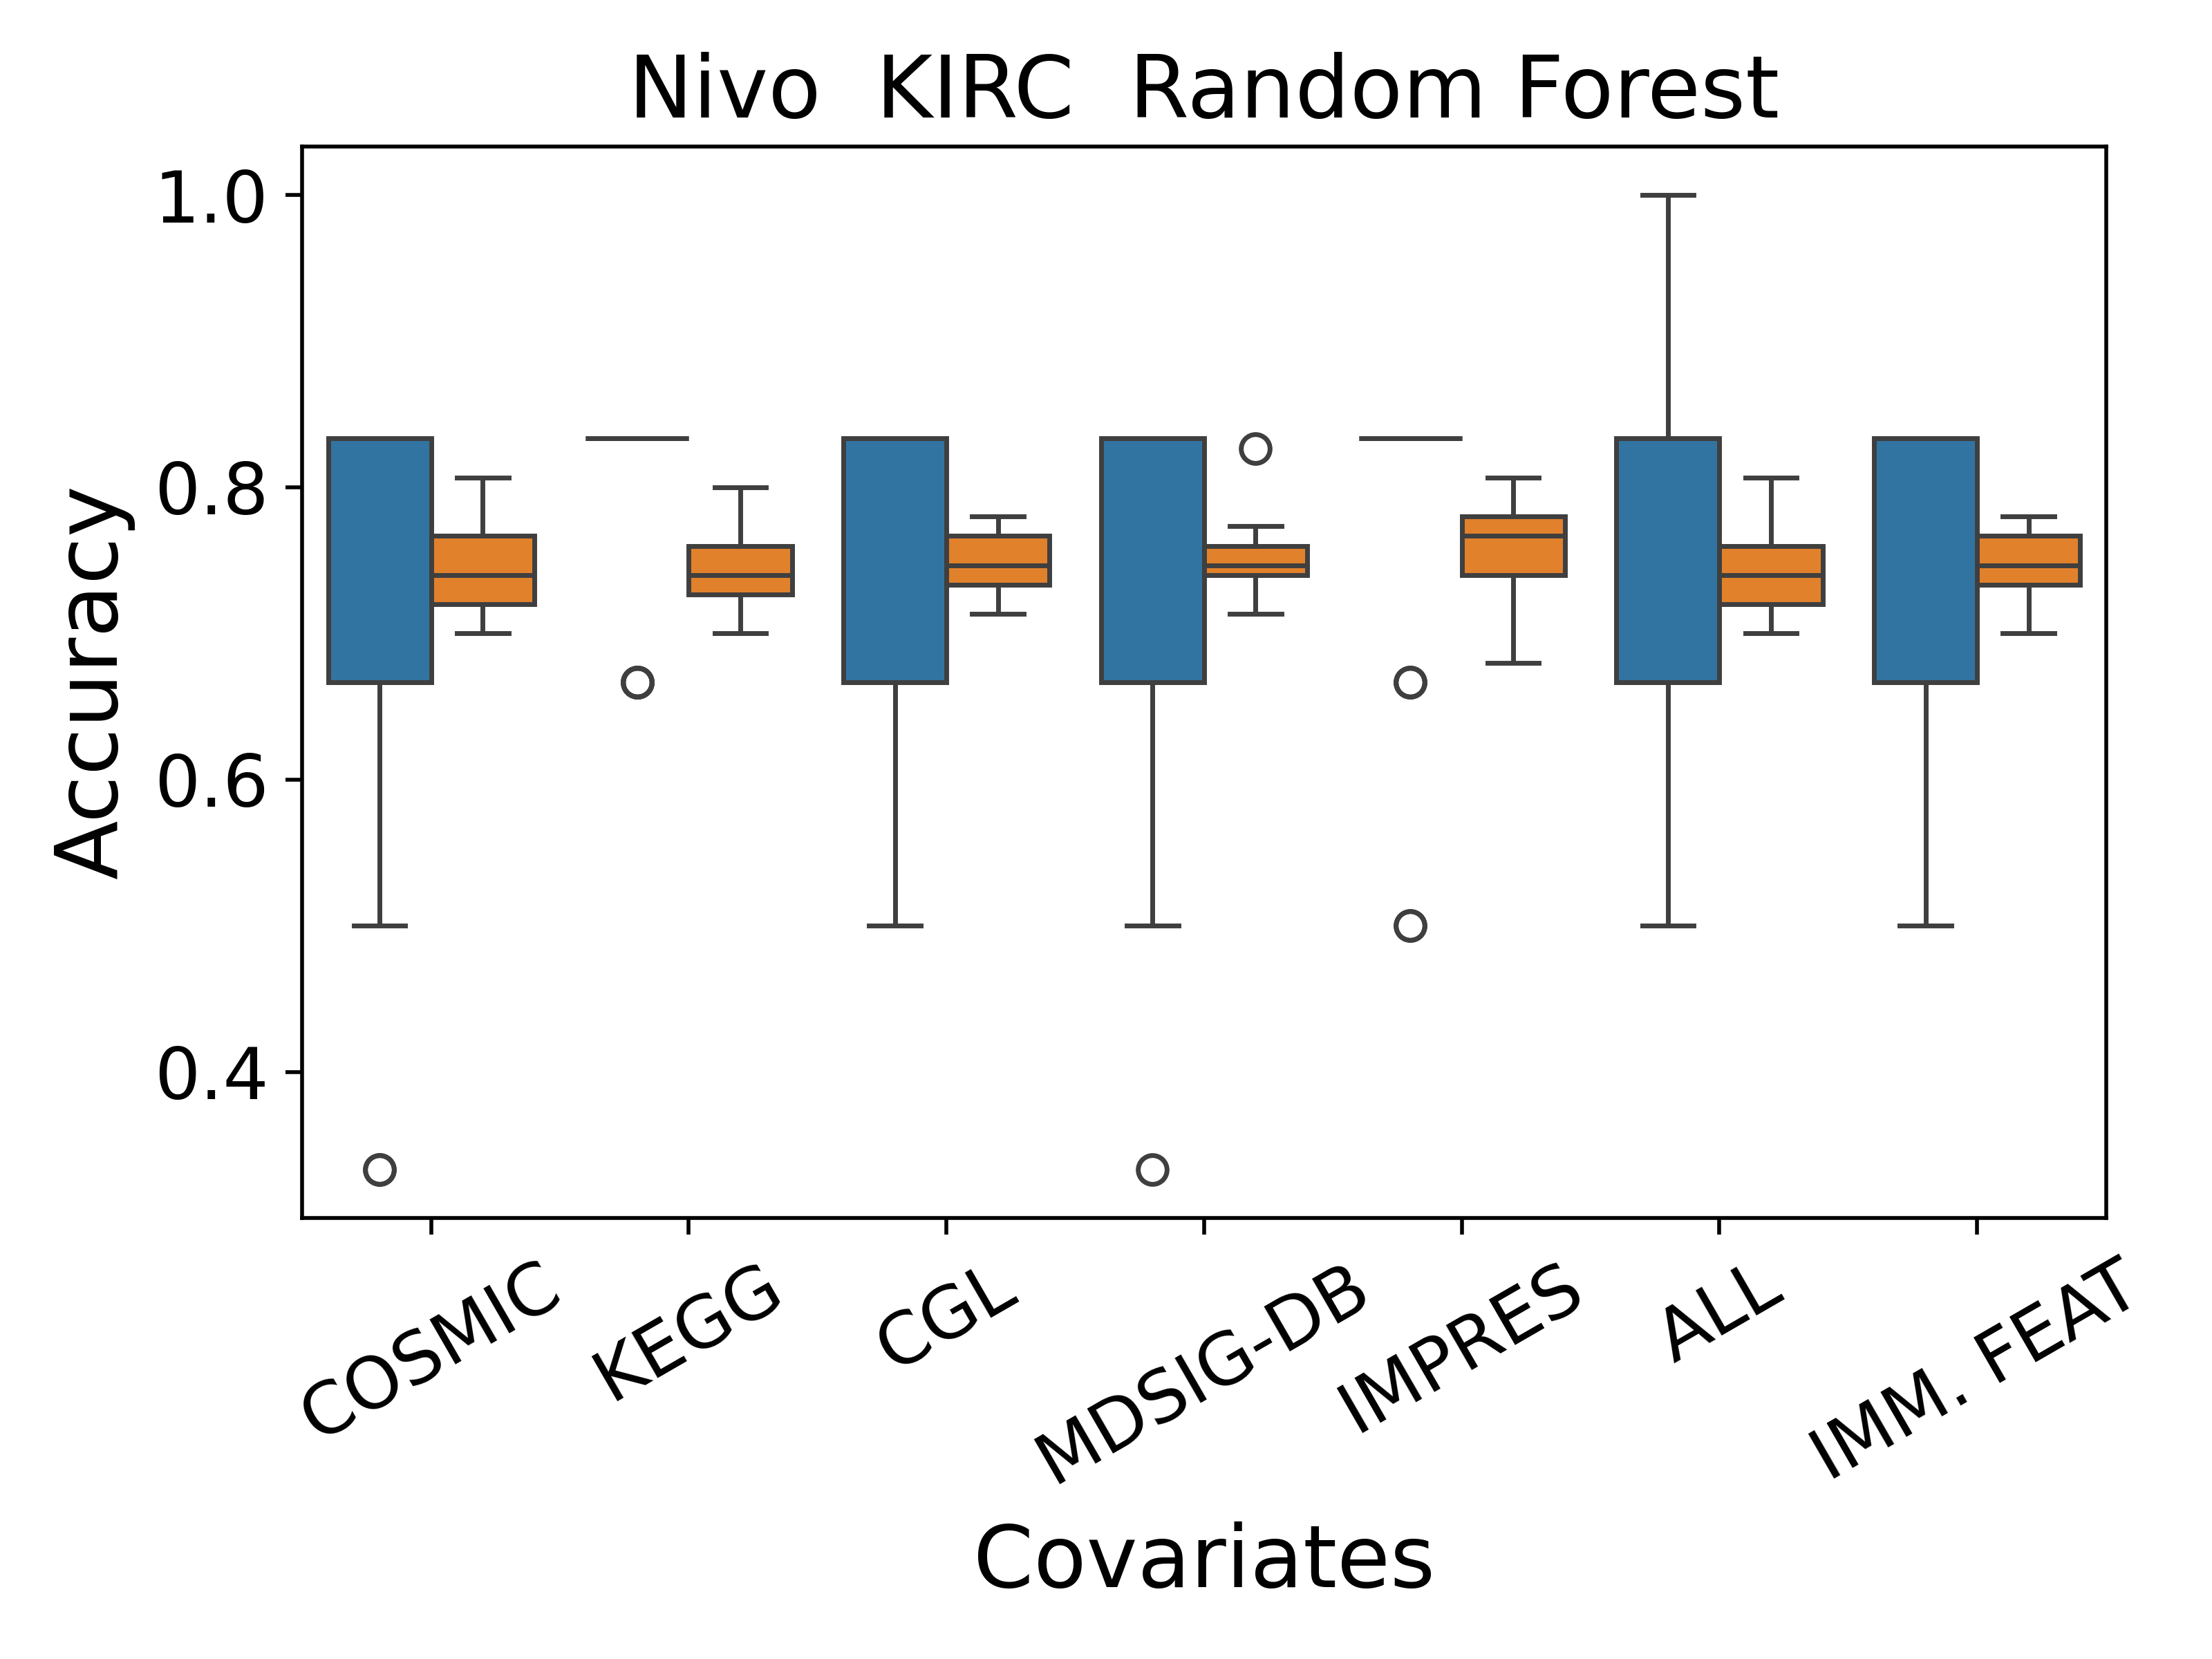 Nivo  KIRC  Random Forest
Accuracy
1.0
0.8
0.6
0.4
COSMIC
KEGG
CGL
MDSIG-DB
IMPRES
ALL
IMM. FEAT
Covariates